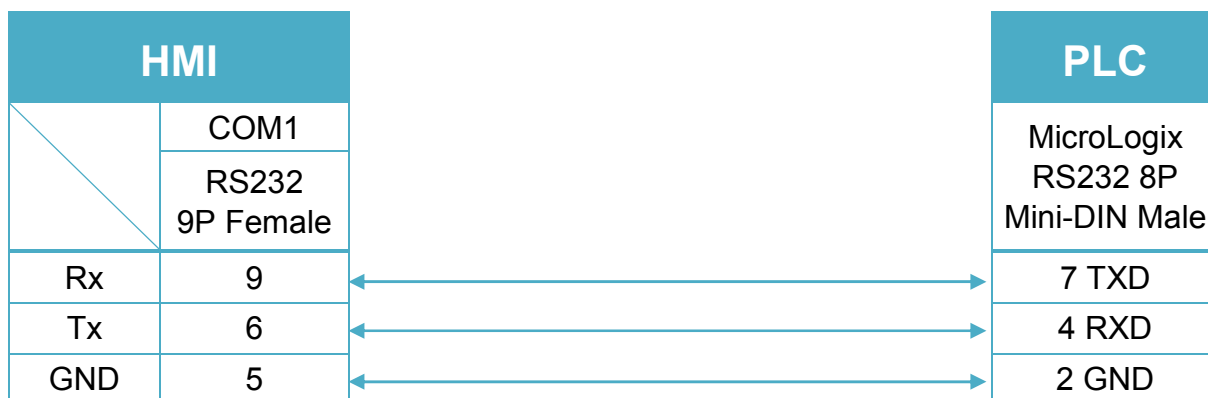 HMI
PLC
COM1
RS232
9P Female
MicroLogix
RS232 8P
Mini-DIN Male
Rx 9 7 TXD
Tx 6 4 RXD
GND 5 2 GND